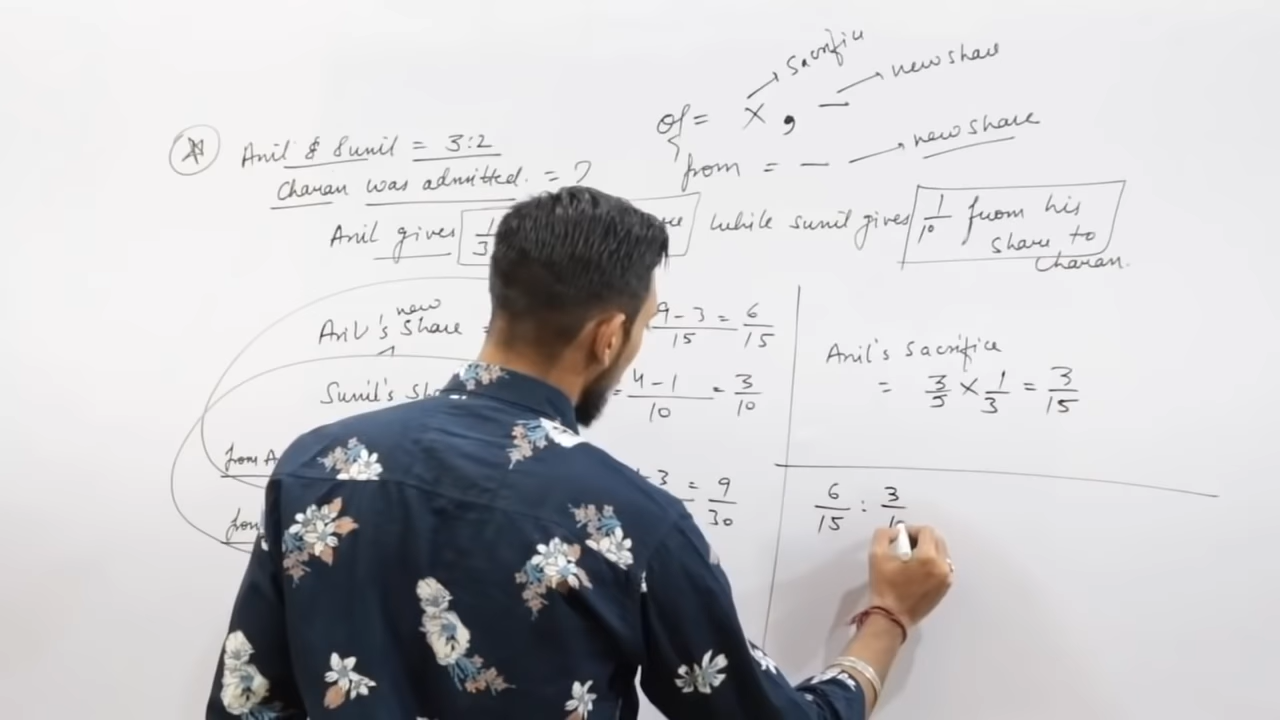 Of = × , — → Sacrifice → new share
from = — → new share
Anil & Sunil = 3:2
Charan was admitted. = ?
Anil gives 1/3 while sunil gives 1/10 from his
share to
Charan.
Anil's new share = 9-3/15 = 6/15
Sunil's = 4-1/10 = 3/10
from A
-3 = 9/30
Anil's Sacrifice
= 3/5 × 1/3 = 3/15
6/15 : 3/10